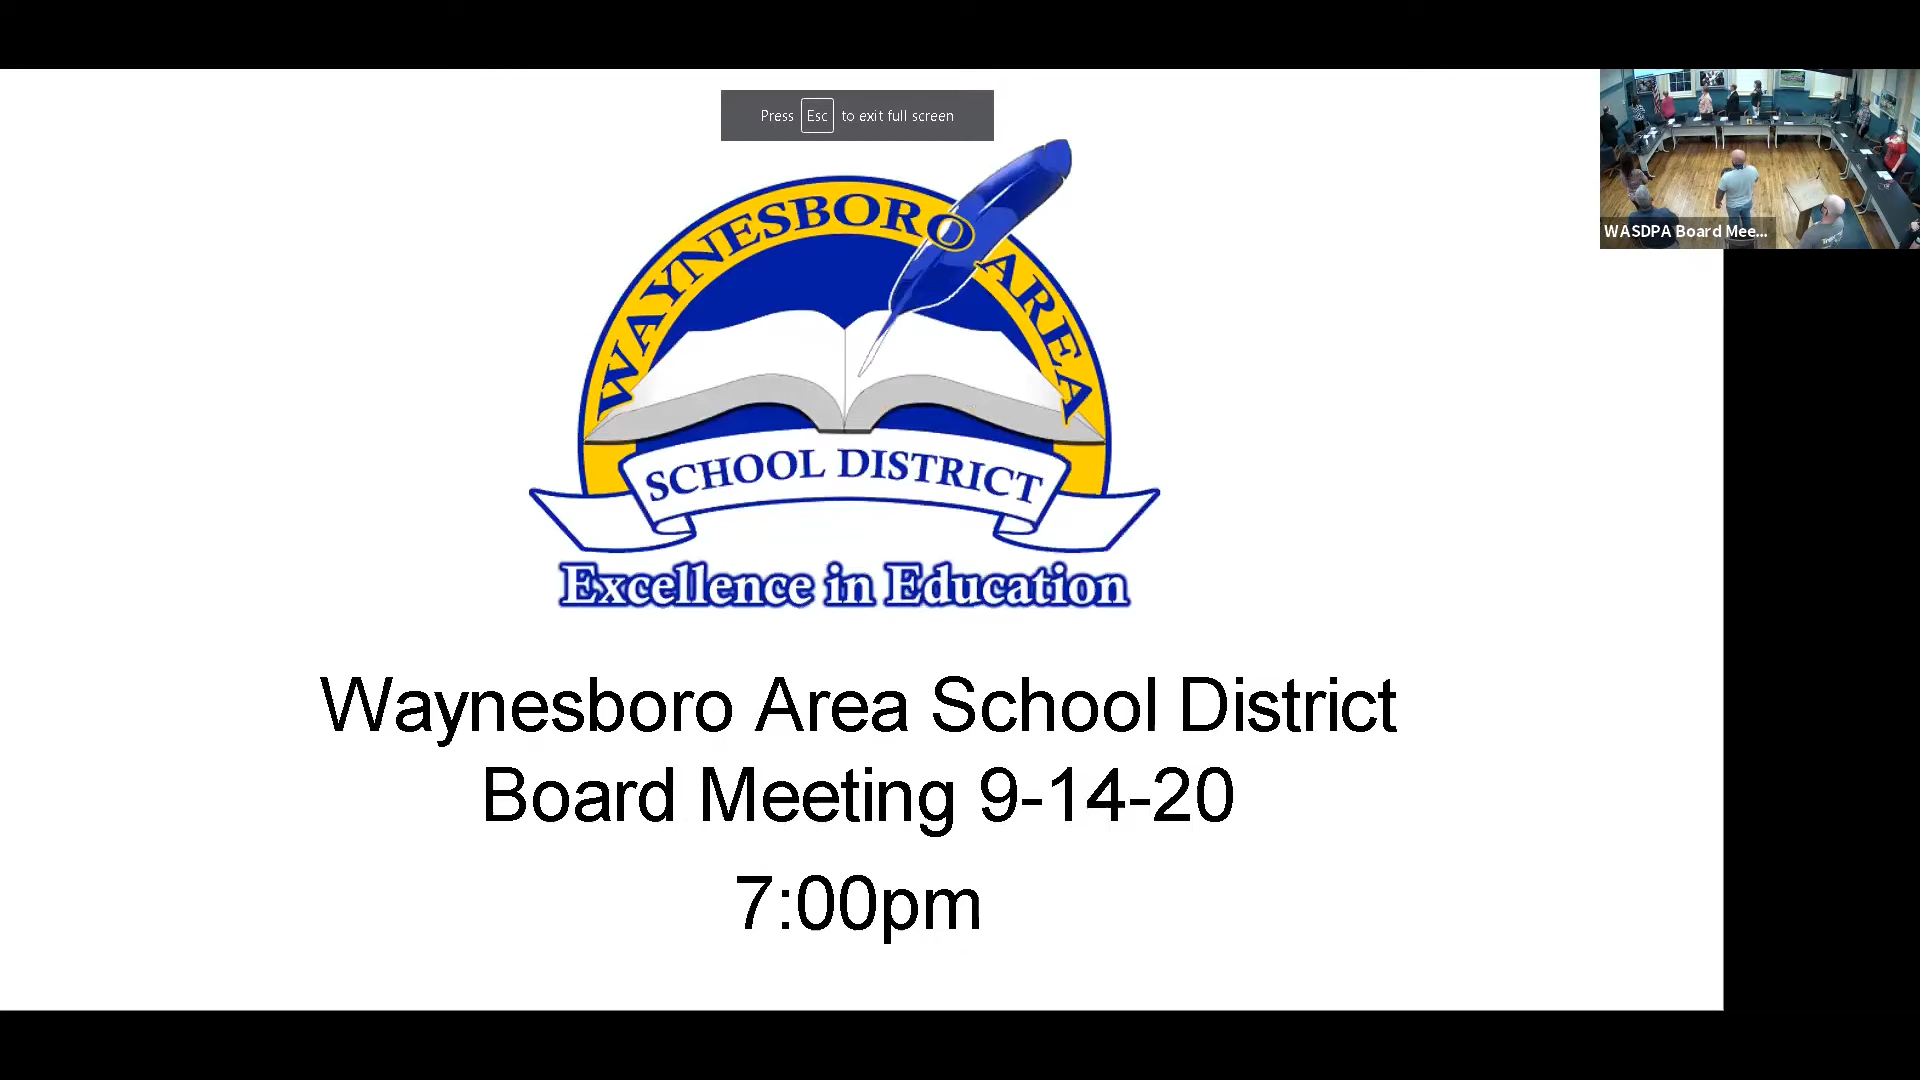 Press Esc to exit full screen
WASDPA Board Mee...
WAYNESBORO AREA
SCHOOL DISTRICT
Excellence in Education
Waynesboro Area School District
Board Meeting 9-14-20
7:00pm